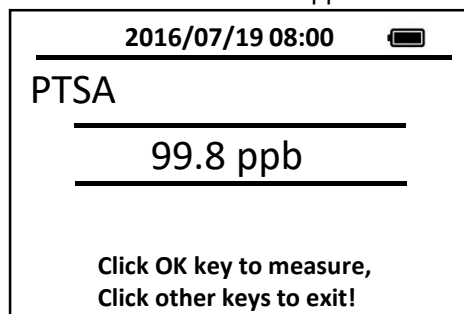 2016/07/19 08:00
PTSA
99.8 ppb
Click OK key to measure,
Click other keys to exit!